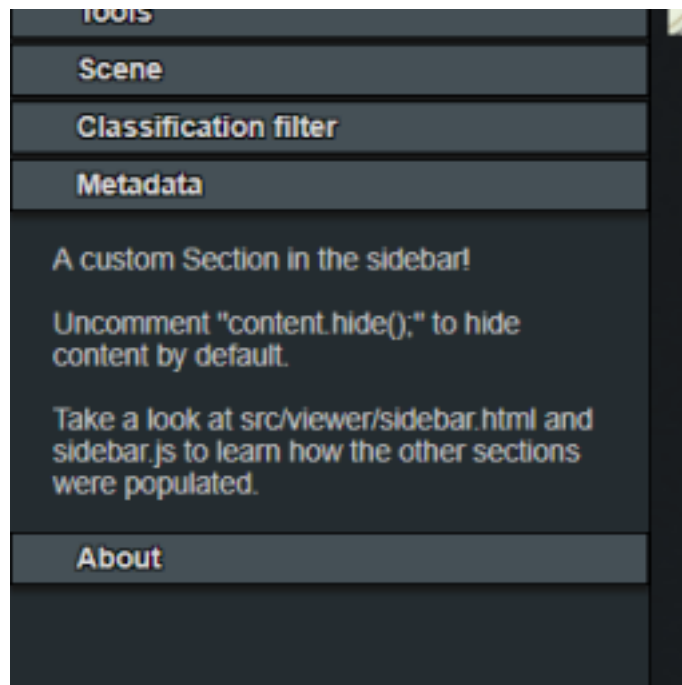 Tools
Scene
Classification filter
Metadata
A custom Section in the sidebar!
Uncomment "content.hide();" to hide
content by default.
Take a look at src/viewer/sidebar.html and
sidebar.js to learn how the other sections
were populated.
About